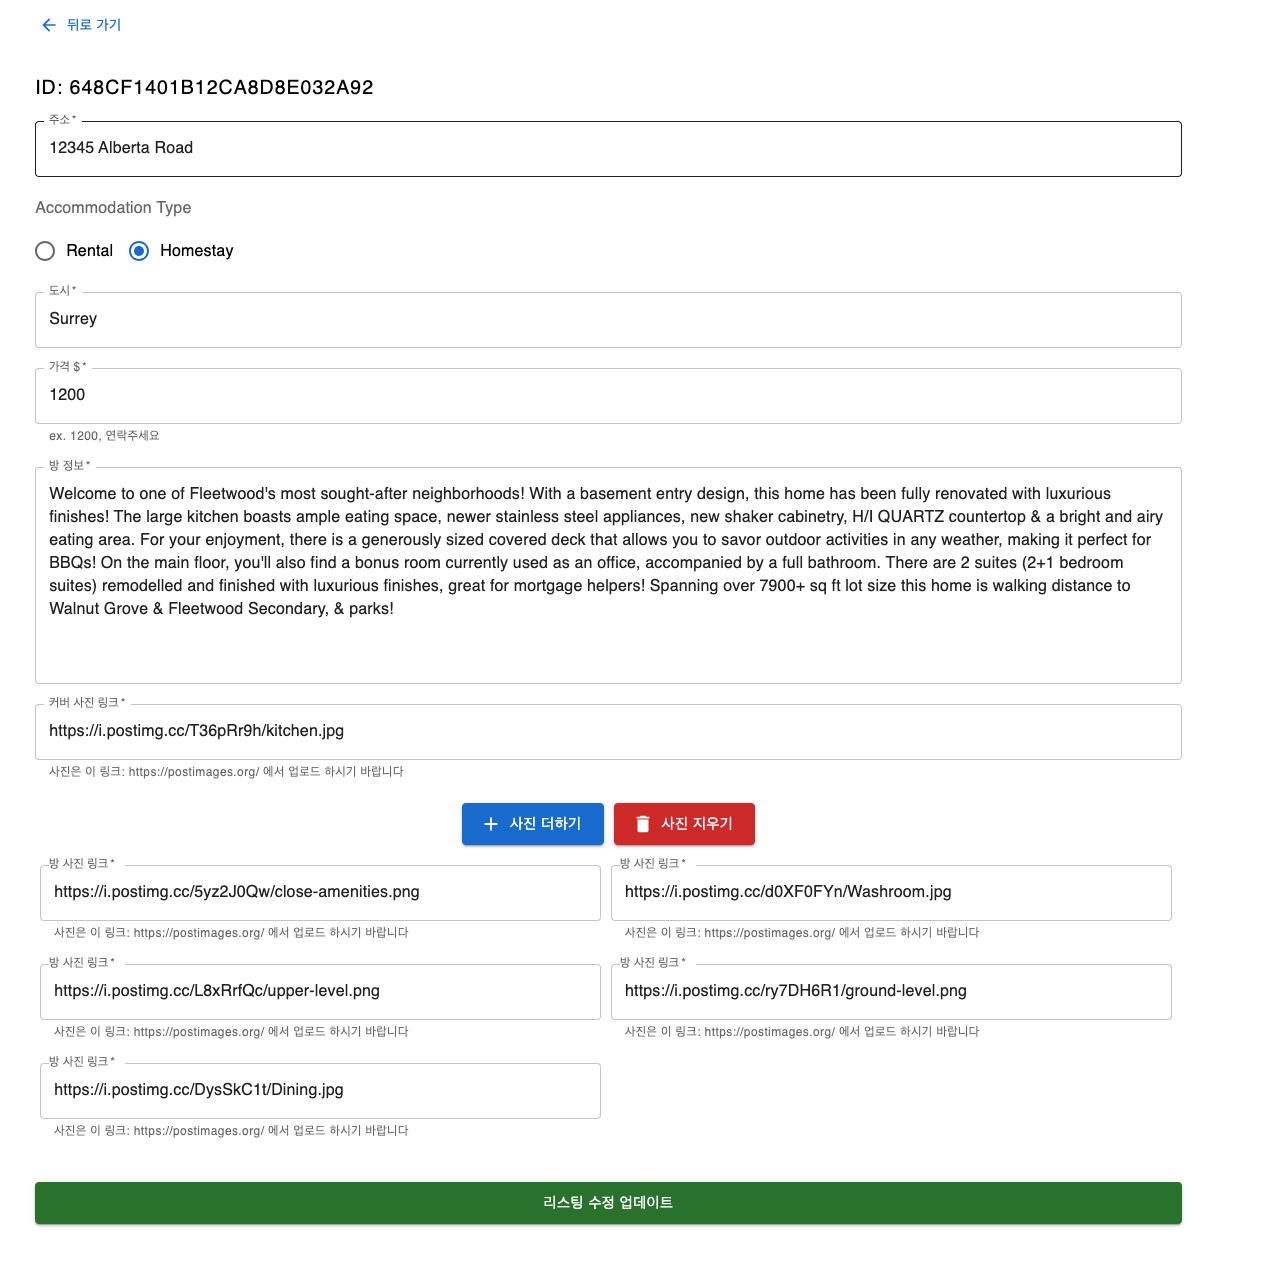 뒤로 가기
ID: 648CF1401B12CA8D8E032A92
주소 *
12345 Alberta Road
Accommodation Type
Rental
Homestay
도시 *
Surrey
가격 $ *
1200
ex. 1200, 연락주세요
방 정보 *
Welcome to one of Fleetwood's most sought-after neighborhoods! With a basement entry design, this home has been fully renovated with luxurious
finishes! The large kitchen boasts ample eating space, newer stainless steel appliances, new shaker cabinetry, H/I QUARTZ countertop & a bright and airy
eating area. For your enjoyment, there is a generously sized covered deck that allows you to savor outdoor activities in any weather, making it perfect for
BBQs! On the main floor, you'll also find a bonus room currently used as an office, accompanied by a full bathroom. There are 2 suites (2+1 bedroom
suites) remodelled and finished with luxurious finishes, great for mortgage helpers! Spanning over 7900+ sq ft lot size this home is walking distance to
Walnut Grove & Fleetwood Secondary, & parks!
커버 사진 링크 *
https://i.postimg.cc/T36pRr9h/kitchen.jpg
사진은 이 링크: https://postimages.org/ 에서 업로드 하시기 바랍니다
사진 더하기
사진 지우기
방 사진 링크 *
https://i.postimg.cc/5yz2J0Qw/close-amenities.png
사진은 이 링크: https://postimages.org/ 에서 업로드 하시기 바랍니다
방 사진 링크 *
https://i.postimg.cc/d0XF0FYn/Washroom.jpg
사진은 이 링크: https://postimages.org/ 에서 업로드 하시기 바랍니다
방 사진 링크 *
https://i.postimg.cc/L8xRrfQc/upper-level.png
사진은 이 링크: https://postimages.org/ 에서 업로드 하시기 바랍니다
방 사진 링크 *
https://i.postimg.cc/ry7DH6R1/ground-level.png
사진은 이 링크: https://postimages.org/ 에서 업로드 하시기 바랍니다
방 사진 링크 *
https://i.postimg.cc/DysSkC1t/Dining.jpg
사진은 이 링크: https://postimages.org/ 에서 업로드 하시기 바랍니다
리스팅 수정 업데이트